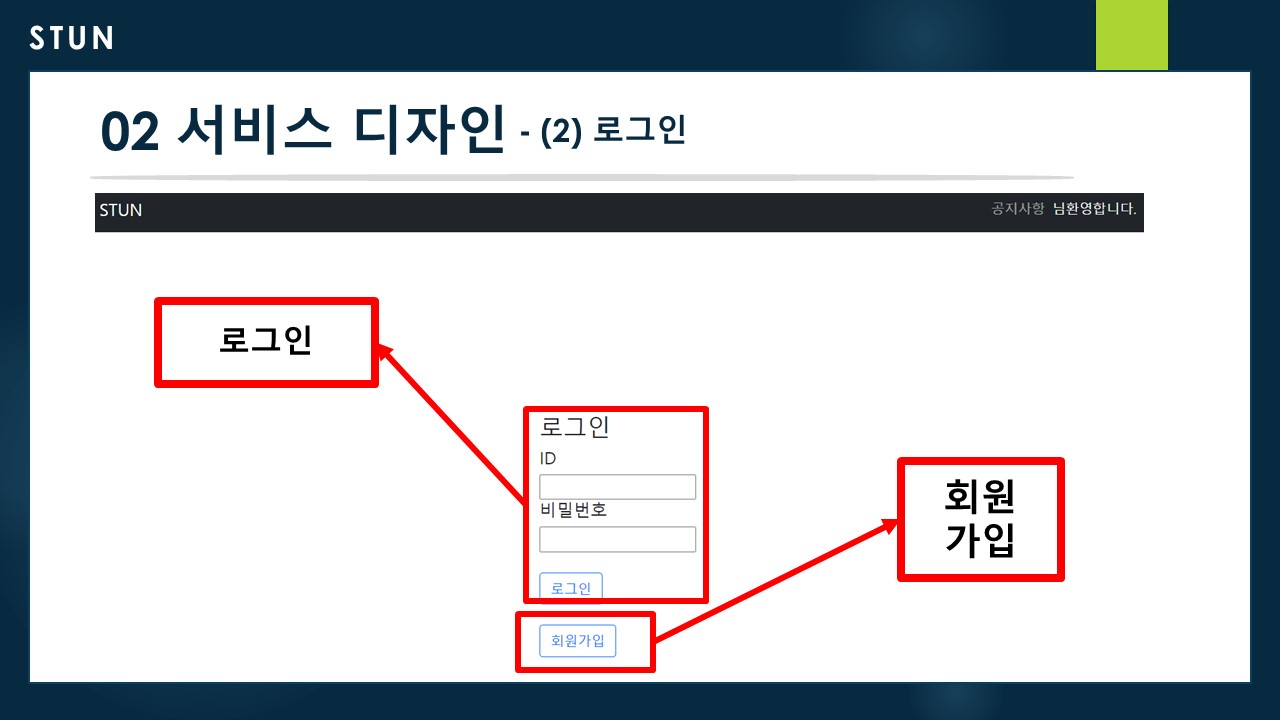 STUN
02 서비스 디자인 - (2) 로그인
STUN 공지사항 님환영합니다.
로그인
로그인
ID
비밀번호
로그인
회원가입
회원
가입